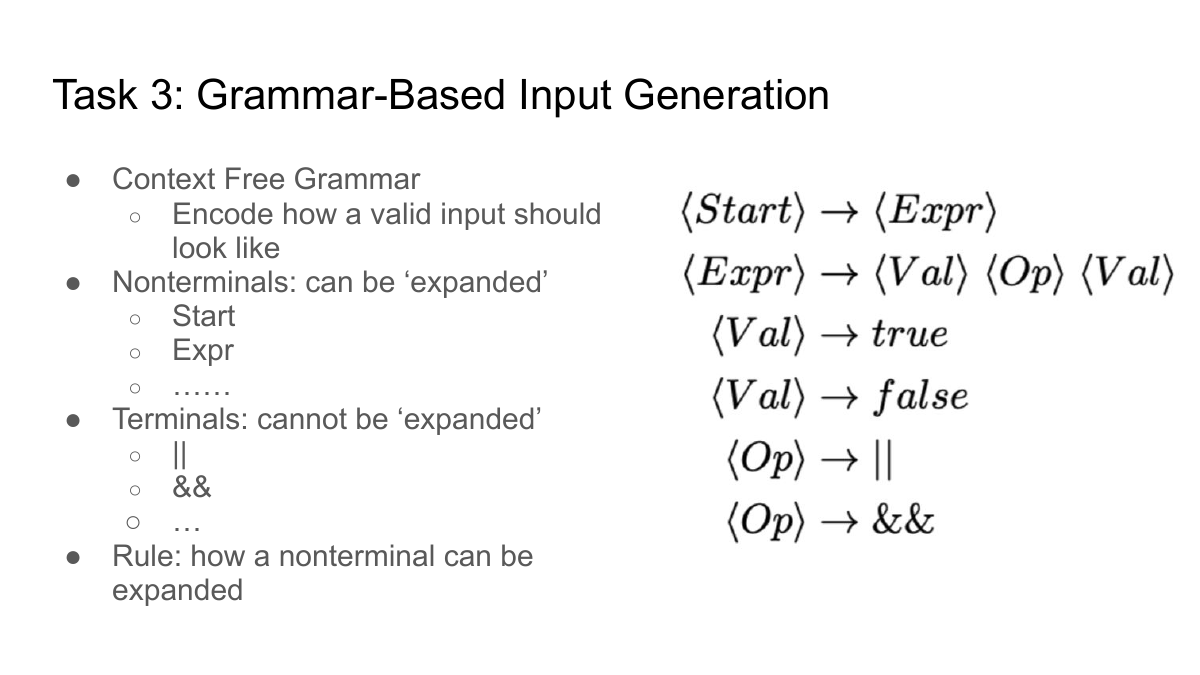 Task 3: Grammar-Based Input Generation
● Context Free Grammar
○ Encode how a valid input should
look like
● Nonterminals: can be ‘expanded’
○ Start
○ Expr
○ ……
● Terminals: cannot be ‘expanded’
○ ||
○ &&
○ …
● Rule: how a nonterminal can be
expanded
⟨Start⟩ → ⟨Expr⟩
⟨Expr⟩ → ⟨Val⟩ ⟨Op⟩ ⟨Val⟩
⟨Val⟩ → true
⟨Val⟩ → false
⟨Op⟩ → ||
⟨Op⟩ → &&